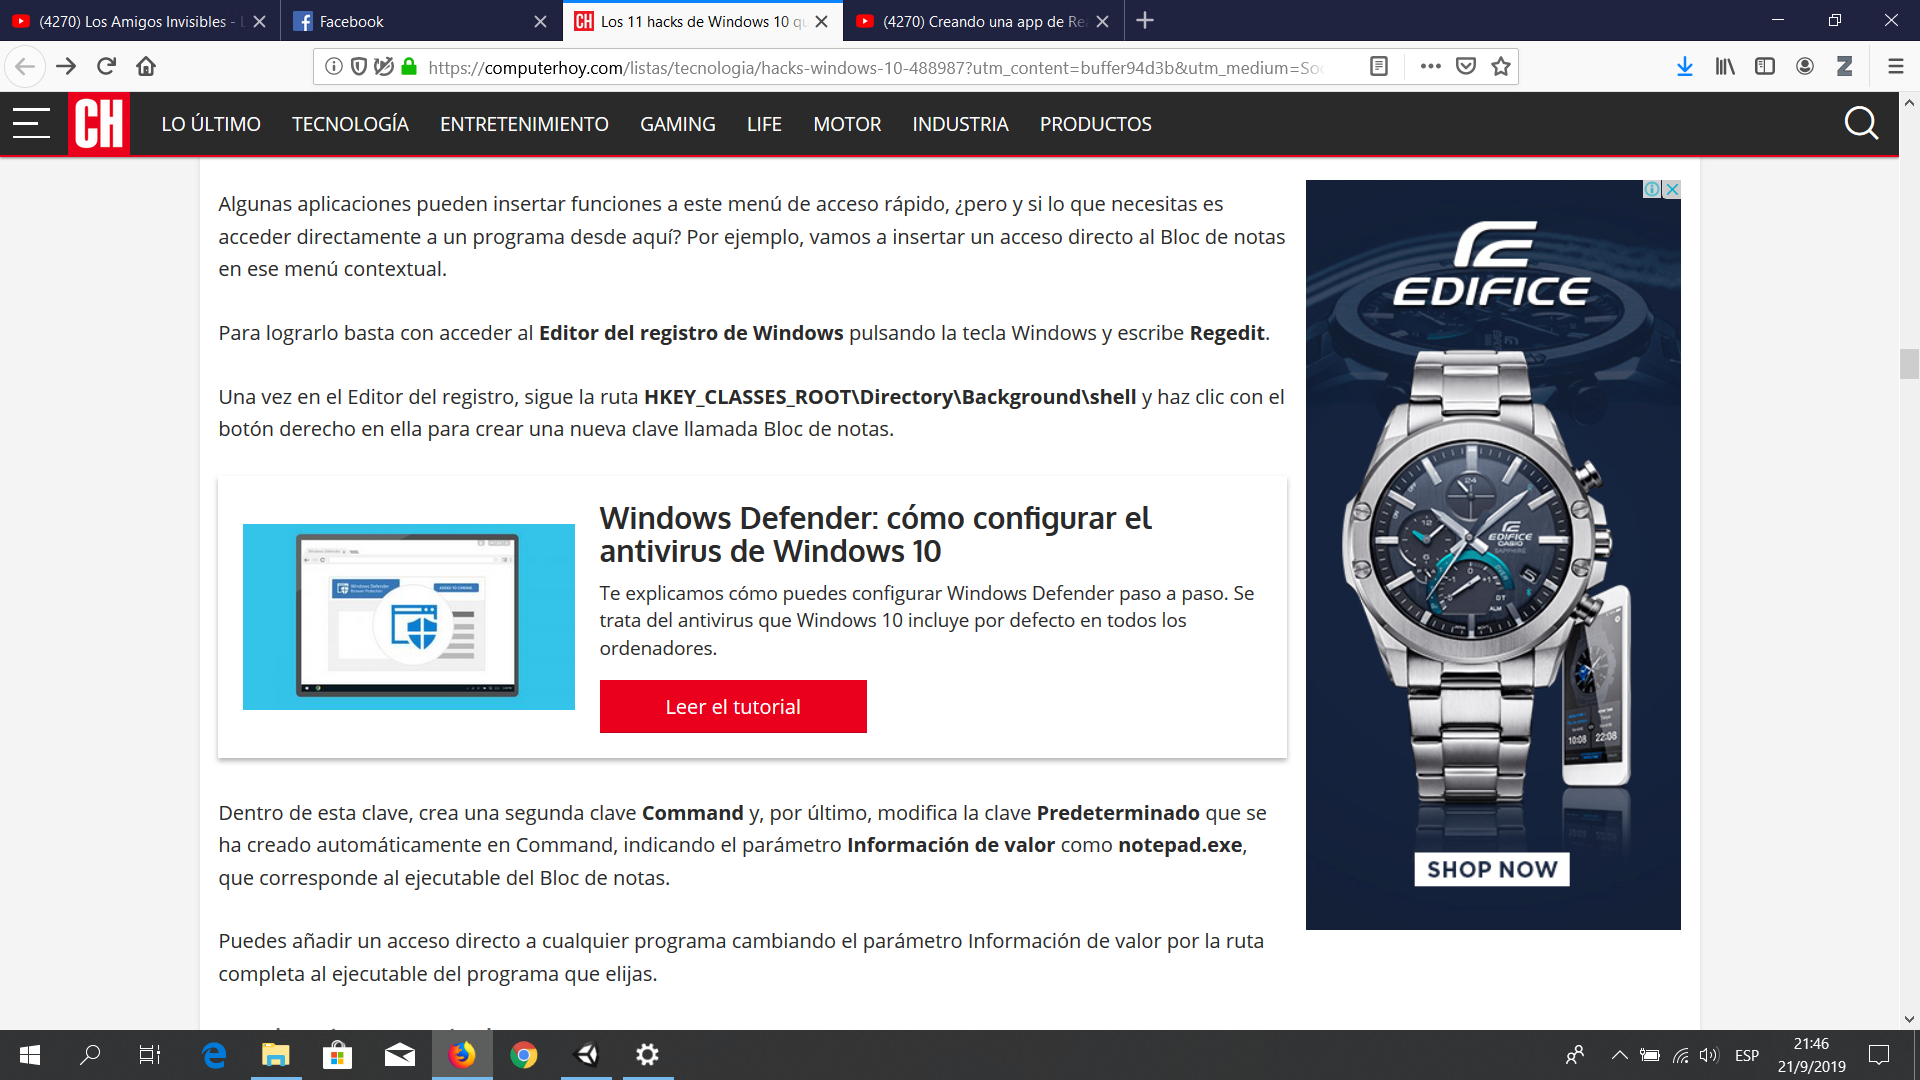 (4270) Los Amigos Invisibles - L
Facebook
Los 11 hacks de Windows 10 qu
(4270) Creando una app de Re
https://computerhoy.com/listas/tecnologia/hacks-windows-10-488987?utm_content=buffer94d3b&utm_medium=Soc
CH
LO ÚLTIMO
TECNOLOGÍA
ENTRETENIMIENTO
GAMING
LIFE
MOTOR
INDUSTRIA
PRODUCTOS
Algunas aplicaciones pueden insertar funciones a este menú de acceso rápido, ¿pero y si lo que necesitas es
acceder directamente a un programa desde aquí? Por ejemplo, vamos a insertar un acceso directo al Bloc de notas
en ese menú contextual.
Para lograrlo basta con acceder al Editor del registro de Windows pulsando la tecla Windows y escribe Regedit.
Una vez en el Editor del registro, sigue la ruta HKEY_CLASSES_ROOT\Directory\Background\shell y haz clic con el
botón derecho en ella para crear una nueva clave llamada Bloc de notas.
Windows Defender: cómo configurar el
antivirus de Windows 10
Te explicamos cómo puedes configurar Windows Defender paso a paso. Se
trata del antivirus que Windows 10 incluye por defecto en todos los
ordenadores.
Leer el tutorial
Dentro de esta clave, crea una segunda clave Command y, por último, modifica la clave Predeterminado que se
ha creado automáticamente en Command, indicando el parámetro Información de valor como notepad.exe,
que corresponde al ejecutable del Bloc de notas.
Puedes añadir un acceso directo a cualquier programa cambiando el parámetro Información de valor por la ruta
completa al ejecutable del programa que elijas.
EDIFICE
24
12
EDIFICE
CASIO
SAPPHIRE
5
DT
ALM
10:08
22:08
SHOP NOW
ESP
21:46
21/9/2019